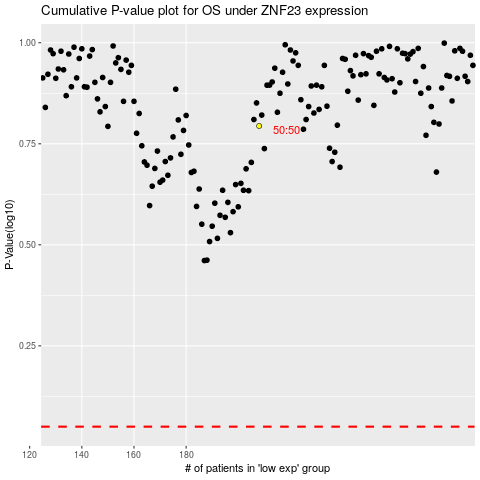 Cumulative P-value plot for OS under ZNF23 expression
P-Value(log10)
1.00
0.75
0.50
0.25
50:50
120 140 160 180
# of patients in 'low exp' group